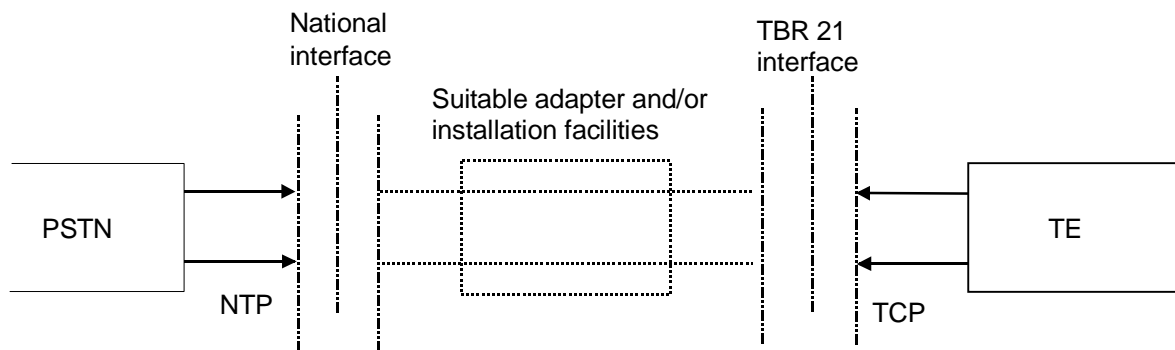 National
interface
TBR 21
interface
Suitable adapter and/or
installation facilities
PSTN
TE
NTP
TCP